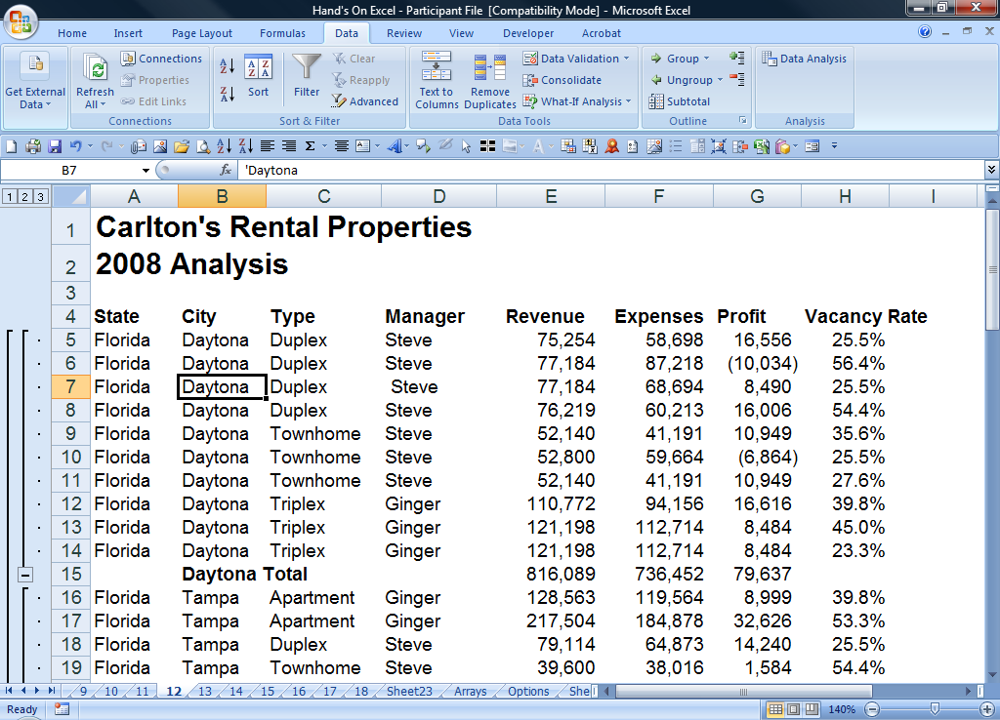 Hand's On Excel - Participant File [Compatibility Mode] - Microsoft Excel
Home Insert Page Layout Formulas Data Review View Developer Acrobat
Get External Data
Refresh All
Connections
Properties
Edit Links
Connections
Sort
Filter
Clear
Reapply
Advanced
Sort & Filter
Text to Columns
Remove Duplicates
Data Validation
Consolidate
What-If Analysis
Data Tools
Group
Ungroup
Subtotal
Outline
Data Analysis
Analysis
B7 fx 'Daytona
1 2 3 A B C D E F G H I
1 Carlton's Rental Properties
2 2008 Analysis
3
4 State City Type Manager Revenue Expenses Profit Vacancy Rate
5 Florida Daytona Duplex Steve 75,254 58,698 16,556 25.5%
6 Florida Daytona Duplex Steve 77,184 87,218 (10,034) 56.4%
7 Florida Daytona Duplex Steve 77,184 68,694 8,490 25.5%
8 Florida Daytona Duplex Steve 76,219 60,213 16,006 54.4%
9 Florida Daytona Townhome Steve 52,140 41,191 10,949 35.6%
10 Florida Daytona Townhome Steve 52,800 59,664 (6,864) 25.5%
11 Florida Daytona Townhome Steve 52,140 41,191 10,949 27.6%
12 Florida Daytona Triplex Ginger 110,772 94,156 16,616 39.8%
13 Florida Daytona Triplex Ginger 121,198 112,714 8,484 45.0%
14 Florida Daytona Triplex Ginger 121,198 112,714 8,484 23.3%
15 Daytona Total 816,089 736,452 79,637
16 Florida Tampa Apartment Ginger 128,563 119,564 8,999 39.8%
17 Florida Tampa Apartment Ginger 217,504 184,878 32,626 53.3%
18 Florida Tampa Duplex Steve 79,114 64,873 14,240 25.5%
19 Florida Tampa Townhome Steve 39,600 38,016 1,584 54.4%
9 10 11 12 13 14 15 16 17 18 Sheet23 Arrays Options She
Ready 140%